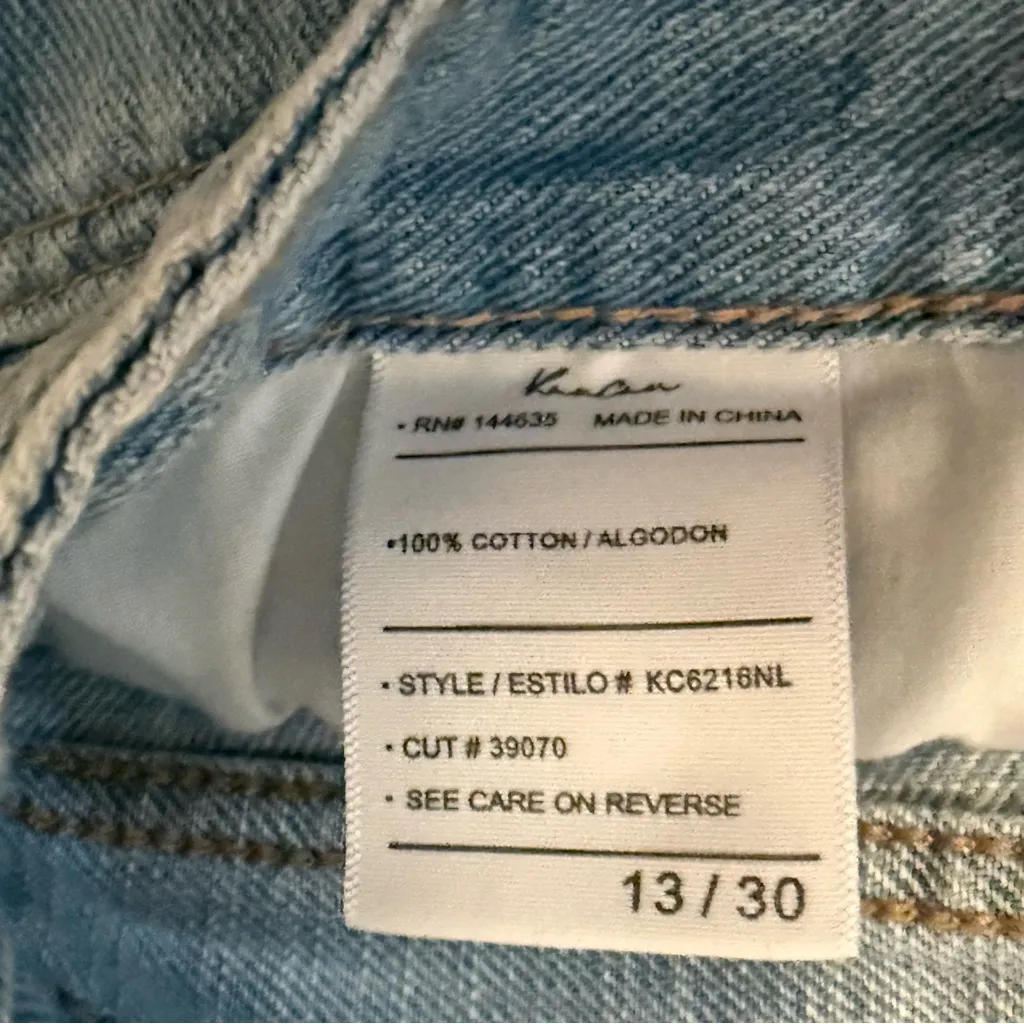 KanCan
• RN# 144635 MADE IN CHINA
•100% COTTON / ALGODON
• STYLE / ESTILO # KC6216NL
• CUT # 39070
• SEE CARE ON REVERSE
13 / 30